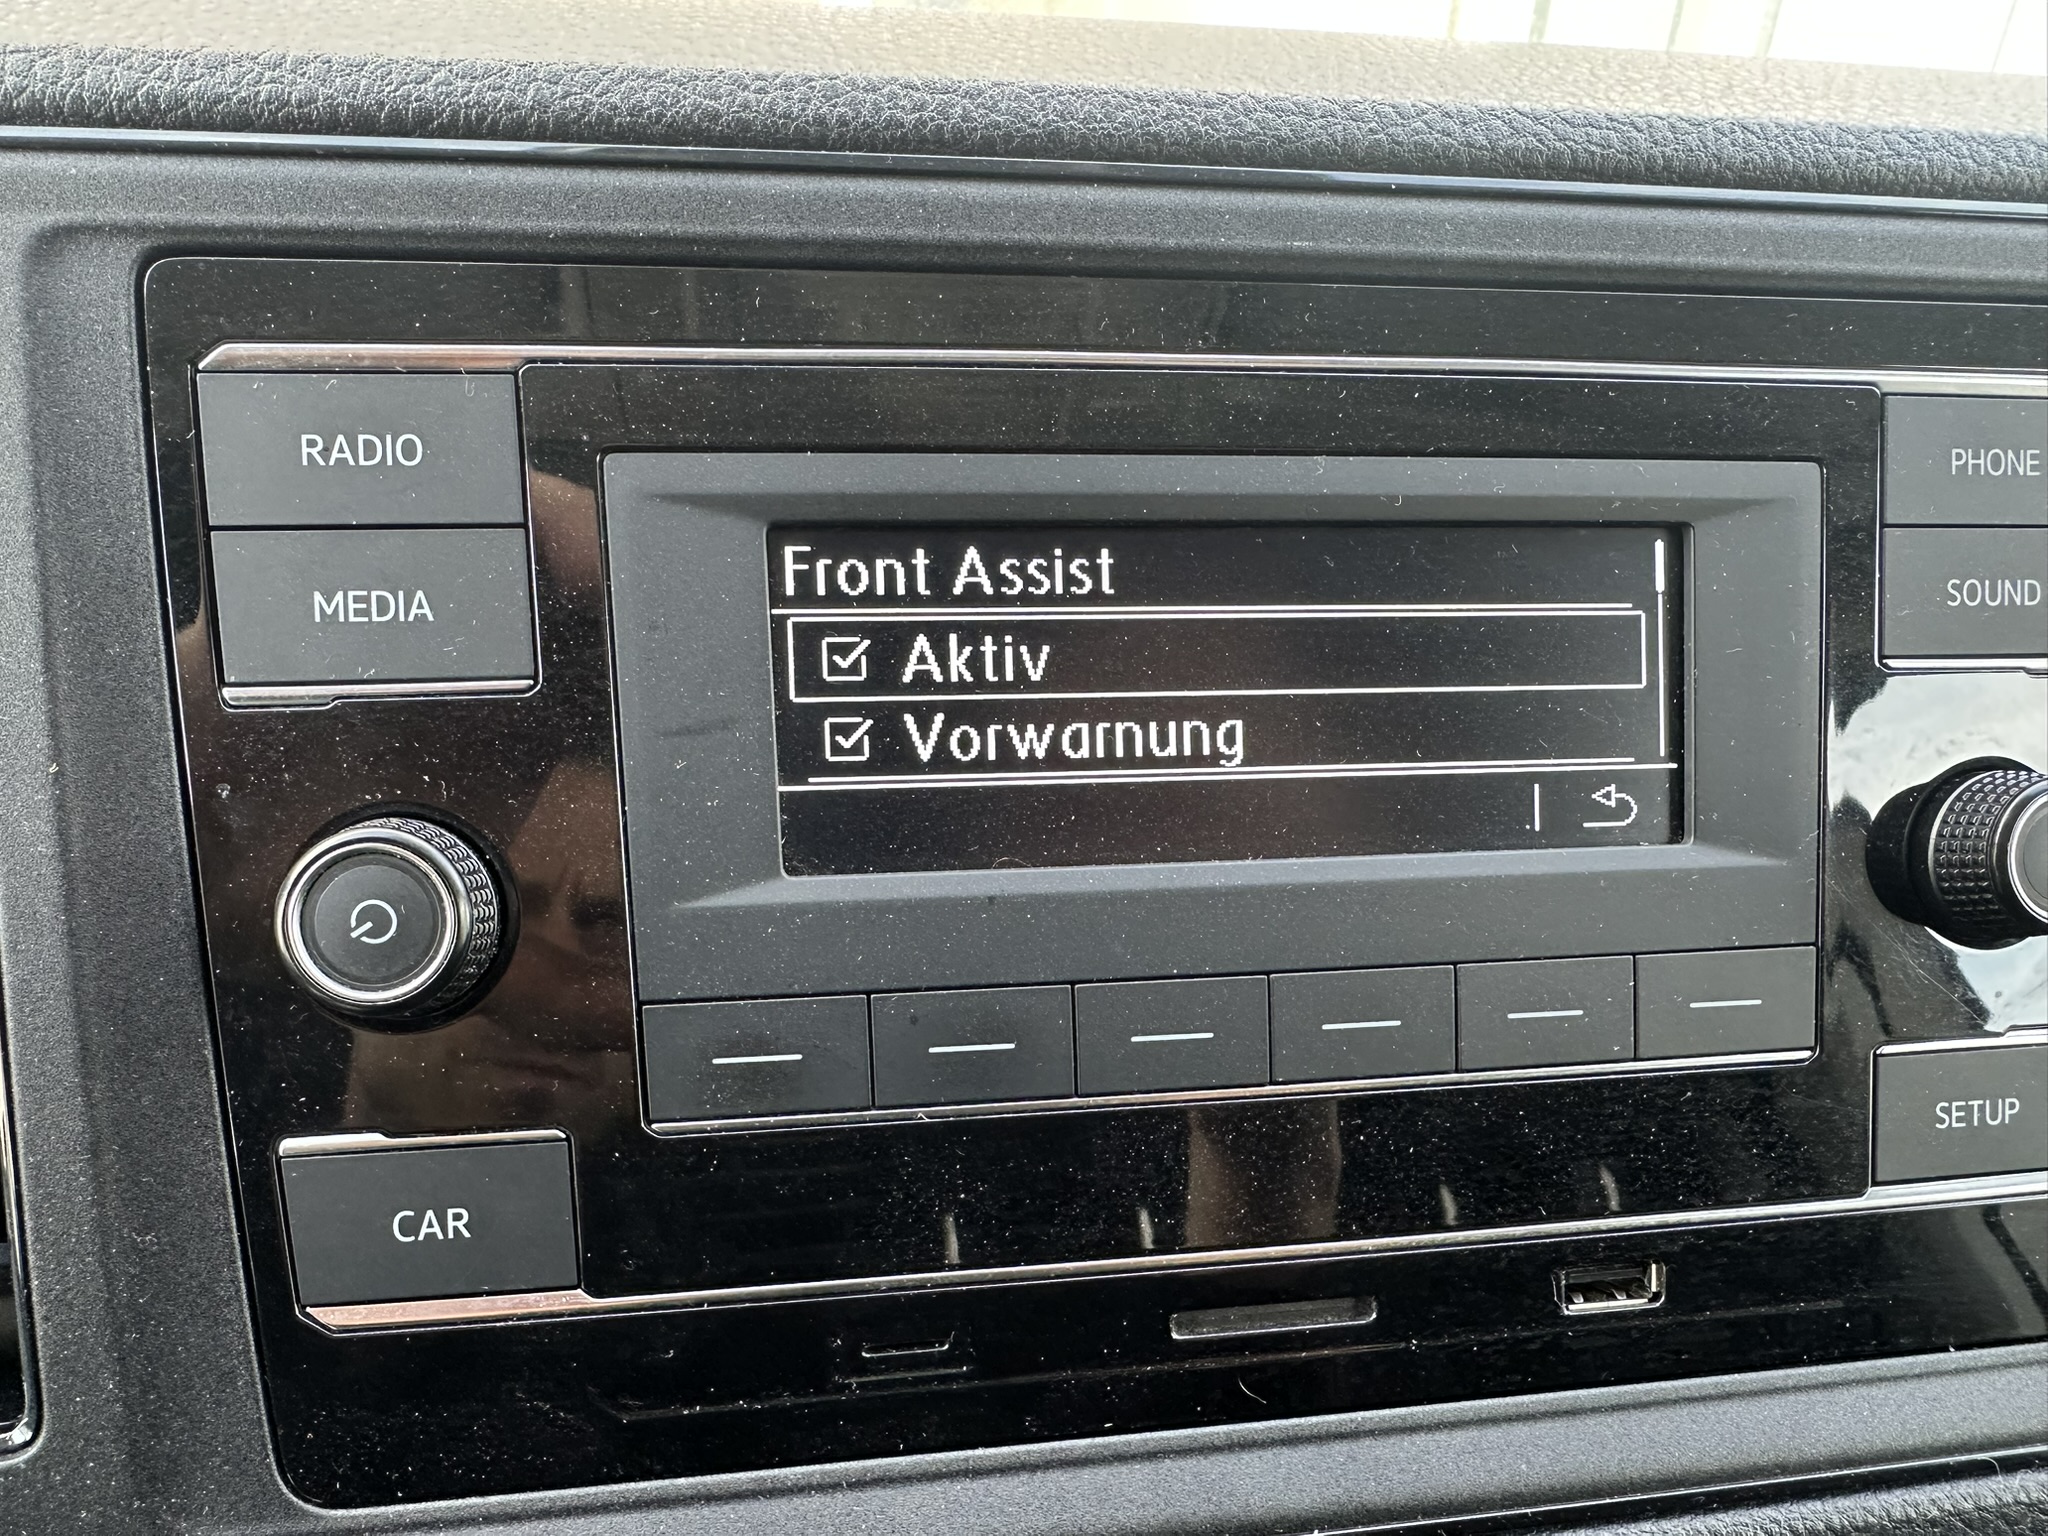 RADIO
MEDIA
PHONE
SOUND
Front Assist
Aktiv
Vorwarnung
SETUP
CAR